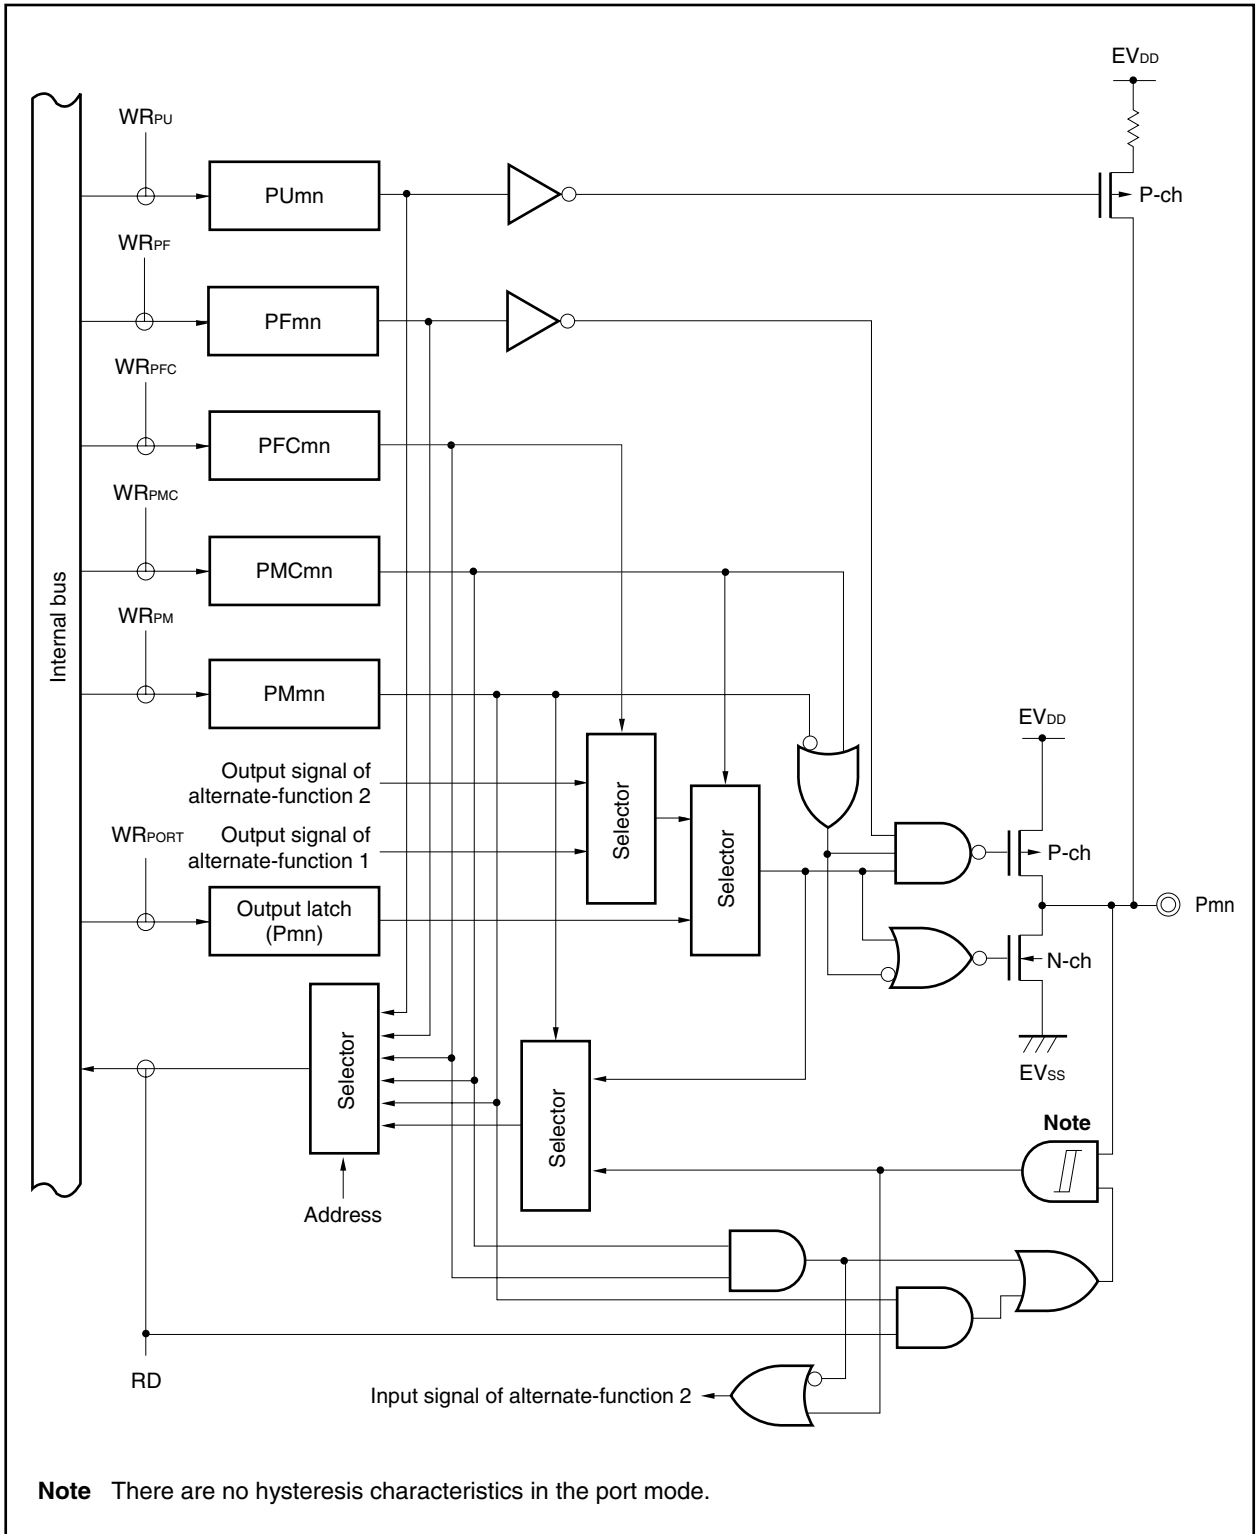 EVDD
WRPU
PUmn
P-ch
WRPF
PFmn
WRPFC
PFCmn
WRPMC
PMCmn
Internal bus
WRPM
PMmn
EVDD
Output signal of
alternate-function 2
Selector
Selector
WRPORT
Output signal of
alternate-function 1
P-ch
Output latch
(Pmn)
Pmn
N-ch
Selector
Selector
EVSS
Note
Address
RD
Input signal of alternate-function 2
Note There are no hysteresis characteristics in the port mode.